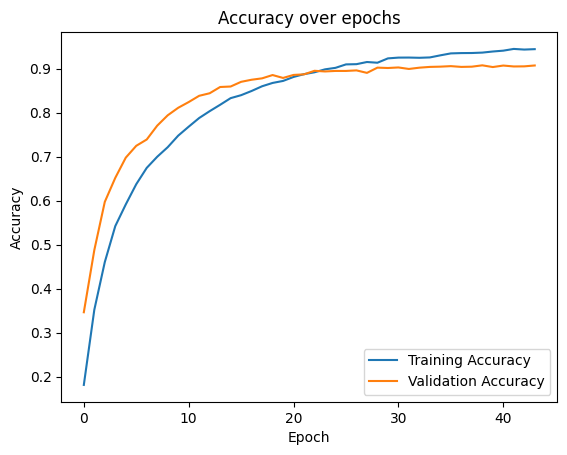 Accuracy over epochs
Accuracy
0.9
0.8
0.7
0.6
0.5
0.4
0.3
0.2
Training Accuracy
Validation Accuracy
0
10
20
30
40
Epoch